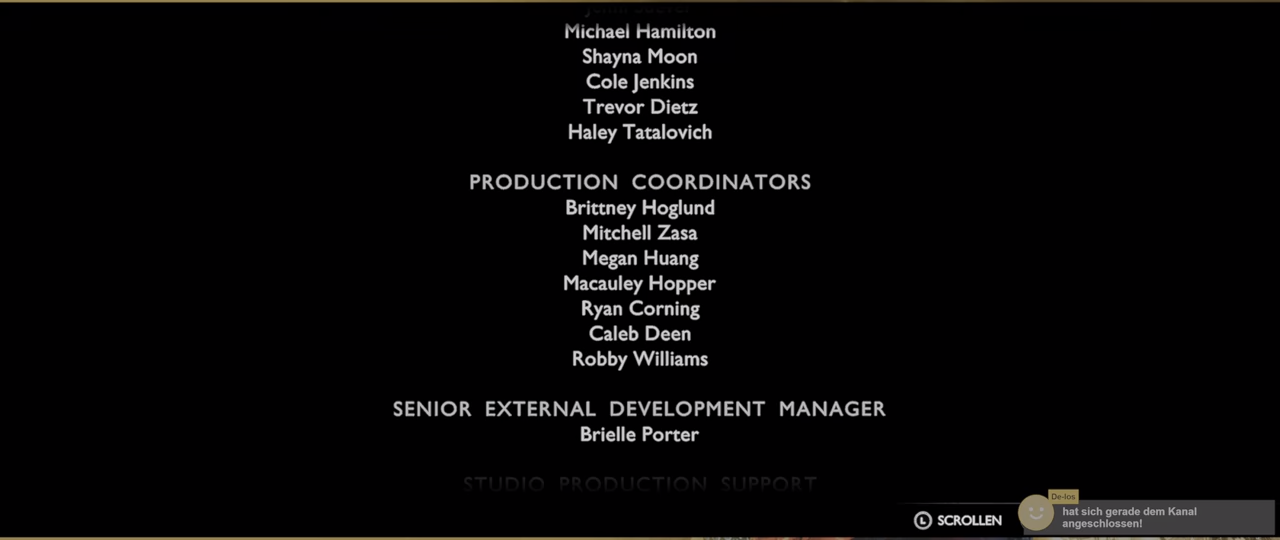 Michael Hamilton
Shayna Moon
Cole Jenkins
Trevor Dietz
Haley Tatalovich
PRODUCTION COORDINATORS
Brittney Hoglund
Mitchell Zasa
Megan Huang
Macauley Hopper
Ryan Corning
Caleb Deen
Robby Williams
SENIOR EXTERNAL DEVELOPMENT MANAGER
Brielle Porter
STUDIO PRODUCTION SUPPORT
L SCROLLEN
De-los
hat sich gerade dem Kanal
angeschlossen!